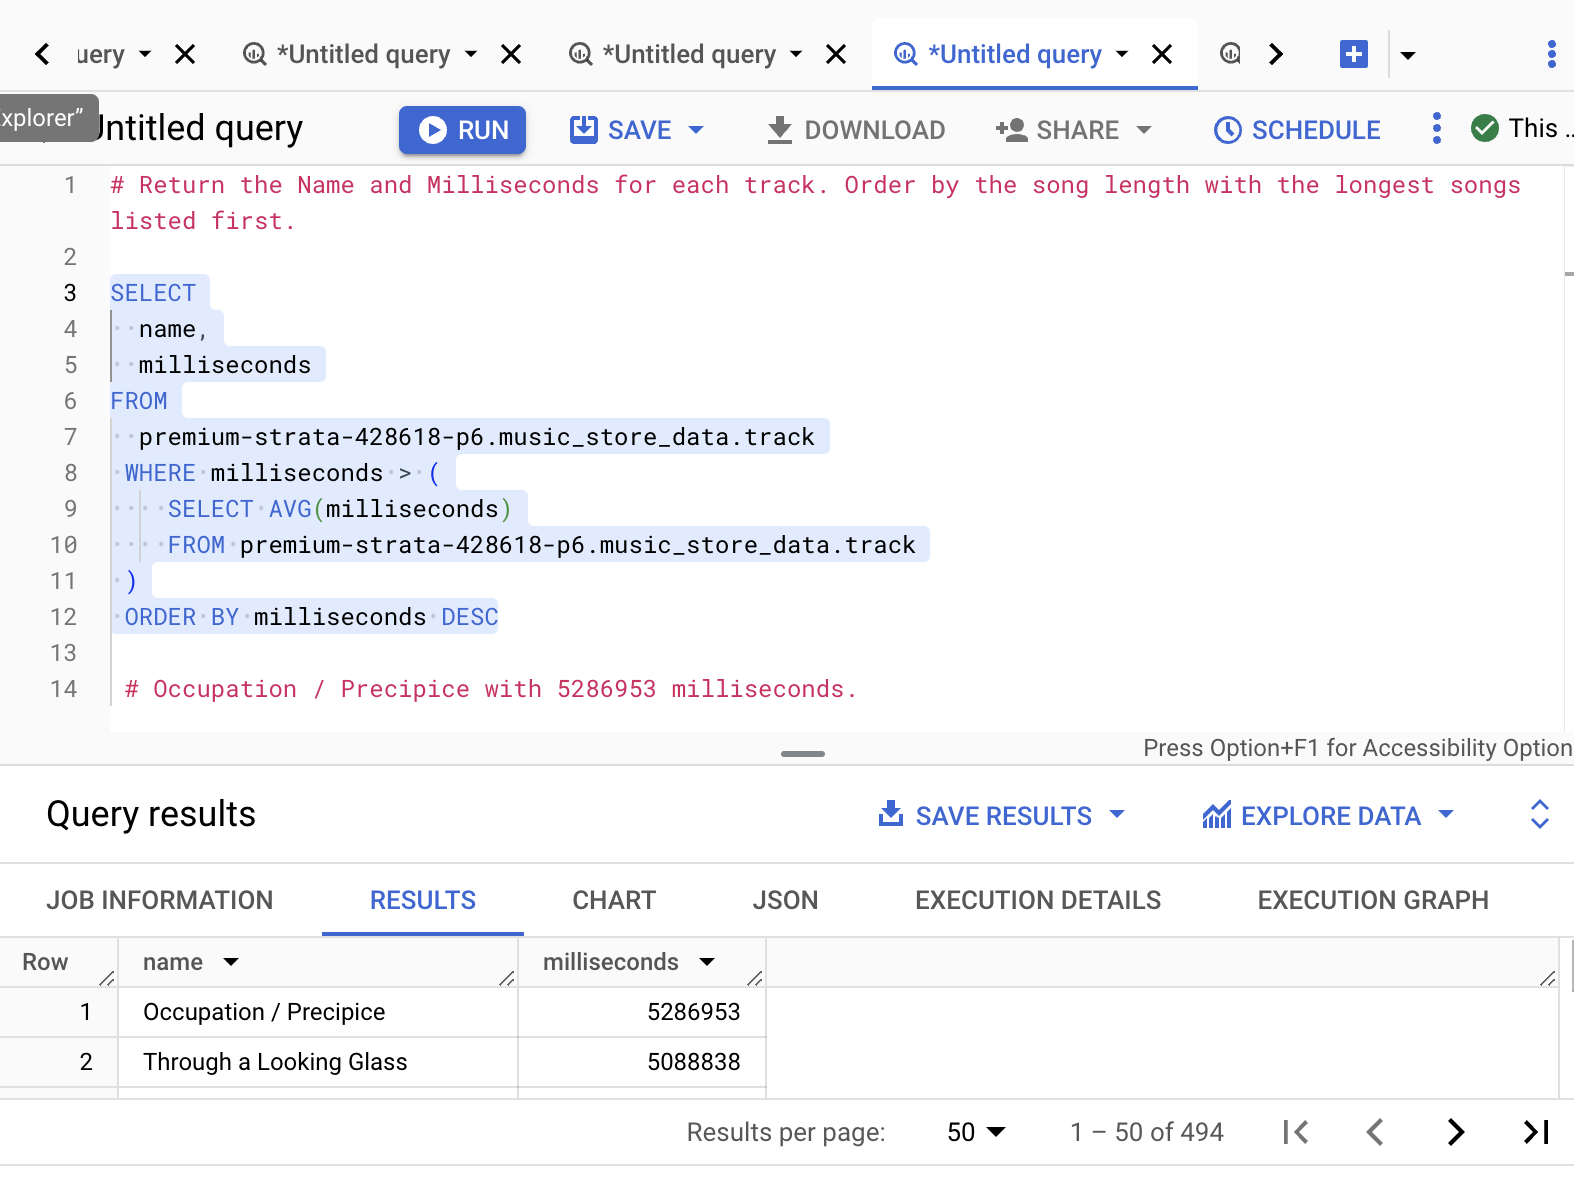 uery
*Untitled query
*Untitled query
*Untitled query
xplorer”
Untitled query
RUN
SAVE
DOWNLOAD
SHARE
SCHEDULE
This ..
1 # Return the Name and Milliseconds for each track. Order by the song length with the longest songs
listed first.
2
3 SELECT
4 name,
5 milliseconds
6 FROM
7 premium-strata-428618-p6.music_store_data.track
8 WHERE milliseconds > (
9 SELECT AVG(milliseconds)
10 FROM premium-strata-428618-p6.music_store_data.track
11 )
12 ORDER BY milliseconds DESC
13
14 # Occupation / Precipice with 5286953 milliseconds.
Press Option+F1 for Accessibility Option
Query results
SAVE RESULTS
EXPLORE DATA
JOB INFORMATION
RESULTS
CHART
JSON
EXECUTION DETAILS
EXECUTION GRAPH
Row name milliseconds
1 Occupation / Precipice 5286953
2 Through a Looking Glass 5088838
Results per page: 50 1 – 50 of 494